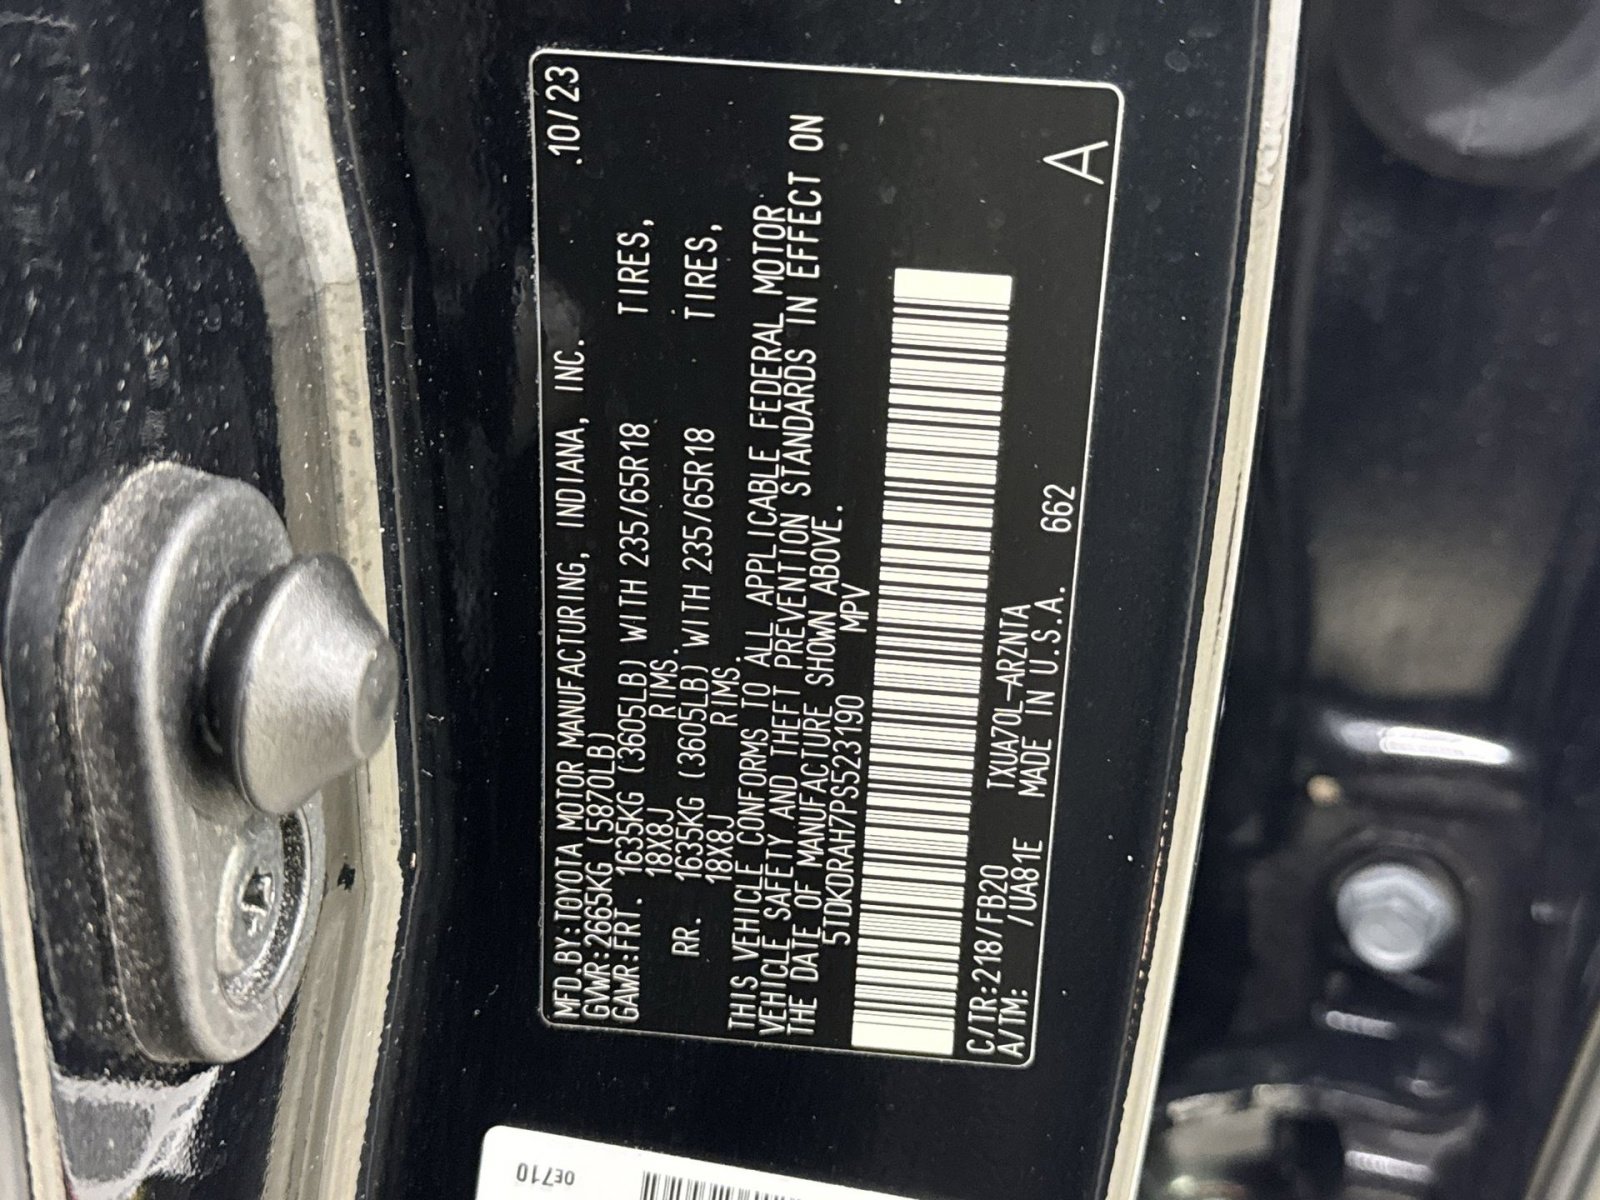 .10/23
MFD.BY:TOYOTA MOTOR MANUFACTURING, INDIANA, INC.
GVWR:2665KG (5870LB)
GAWR:FRT. 1635KG (3605LB) WITH 235/65R18 TIRES,
18X8J RIMS.
RR. 1635KG (3605LB) WITH 235/65R18 TIRES,
18X8J RIMS.
THIS VEHICLE CONFORMS TO ALL APPLICABLE FEDERAL MOTOR
VEHICLE SAFETY AND THEFT PREVENTION STANDARDS IN EFFECT ON
THE DATE OF MANUFACTURE SHOWN ABOVE.
5TDKDRAH7PS523190 MPV
C/TR:218/FB20 TXUA70L-ARZNTA
A/TM: /UA81E MADE IN U.S.A. 662
A
0E710